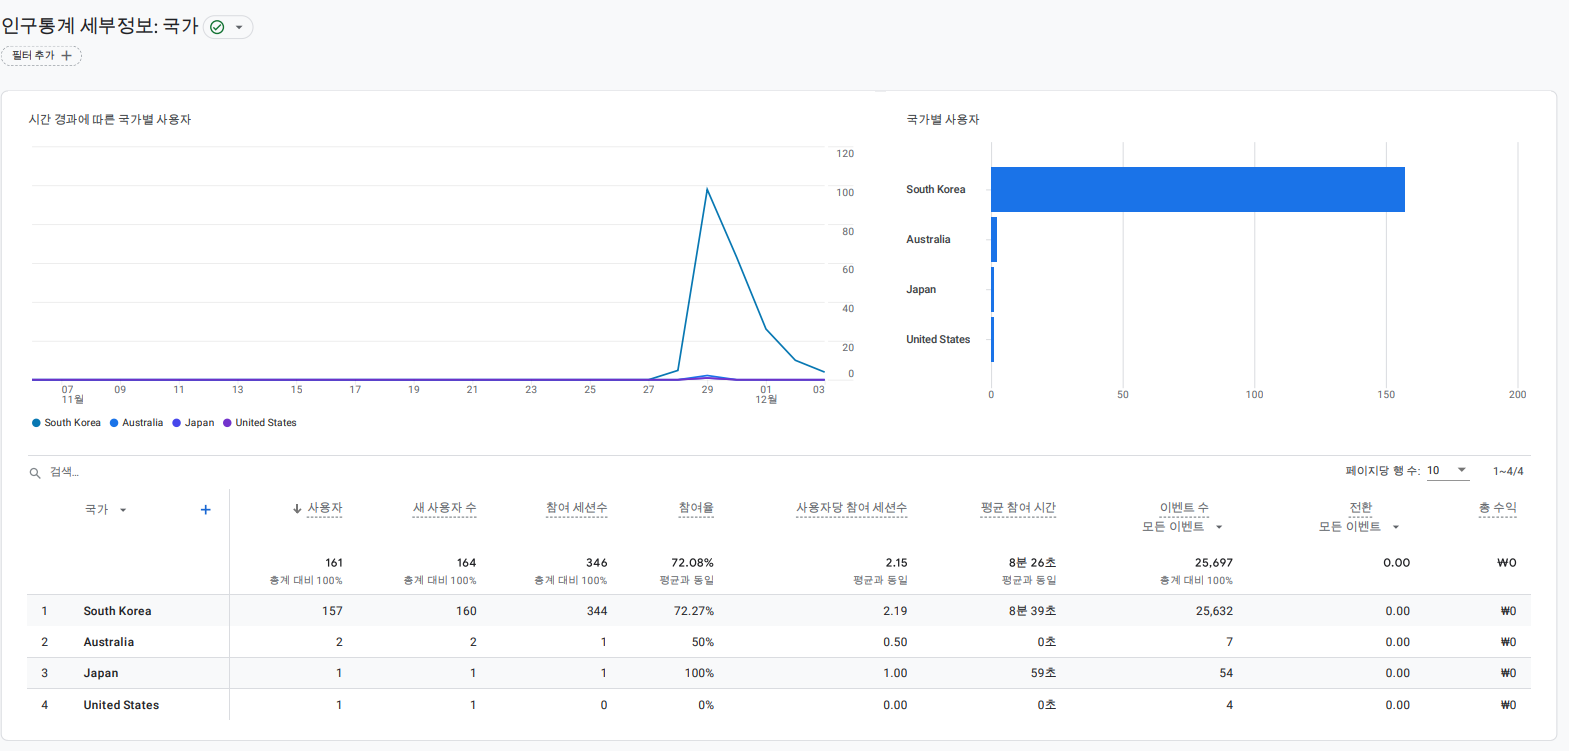 인구통계 세부정보: 국가
필터 추가
시간 경과에 따른 국가별 사용자
120
100
80
60
40
20
0
07 09 11 13 15 17 19 21 23 25 27 29 01 03
11월 12월
South Korea Australia Japan United States
국가별 사용자
South Korea
Australia
Japan
United States
0 50 100 150 200
검색... 페이지당 행 수: 10 1~4/4
국가 + ↓ 사용자 새 사용자 수 참여 세션수 참여율 사용자당 참여 세션수 평균 참여 시간 이벤트 수 전환 총 수익
모든 이벤트 모든 이벤트
161 164 346 72.08% 2.15 8분 26초 25,697 0.00 ₩0
총계 대비 100% 총계 대비 100% 총계 대비 100% 평균과 동일 평균과 동일 평균과 동일 총계 대비 100%
1 South Korea 157 160 344 72.27% 2.19 8분 39초 25,632 0.00 ₩0
2 Australia 2 2 1 50% 0.50 0초 7 0.00 ₩0
3 Japan 1 1 1 100% 1.00 59초 54 0.00 ₩0
4 United States 1 1 0 0% 0.00 0초 4 0.00 ₩0